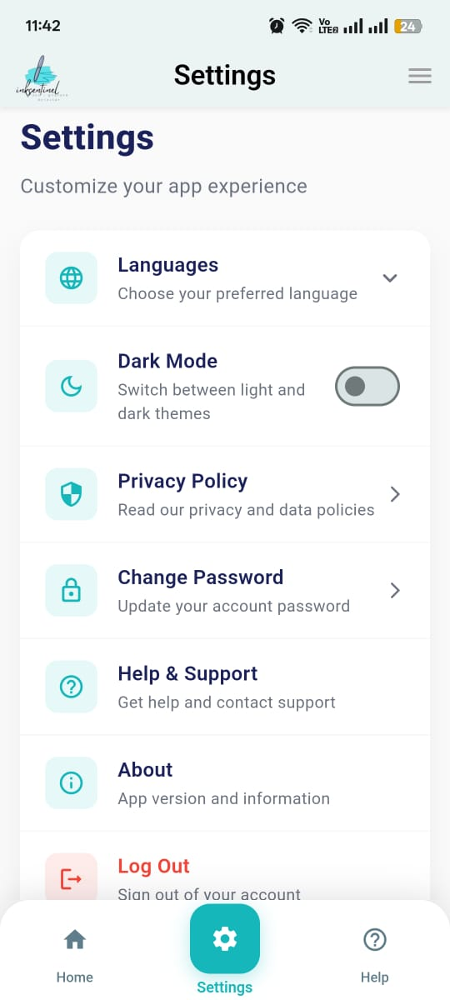 11:42
Vo
LTE2
24
inksentinel
Settings
Settings
Customize your app experience
Languages
Choose your preferred language
Dark Mode
Switch between light and
dark themes
Privacy Policy
Read our privacy and data policies
Change Password
Update your account password
Help & Support
Get help and contact support
About
App version and information
Log Out
Sign out of your account
Home
Settings
Help